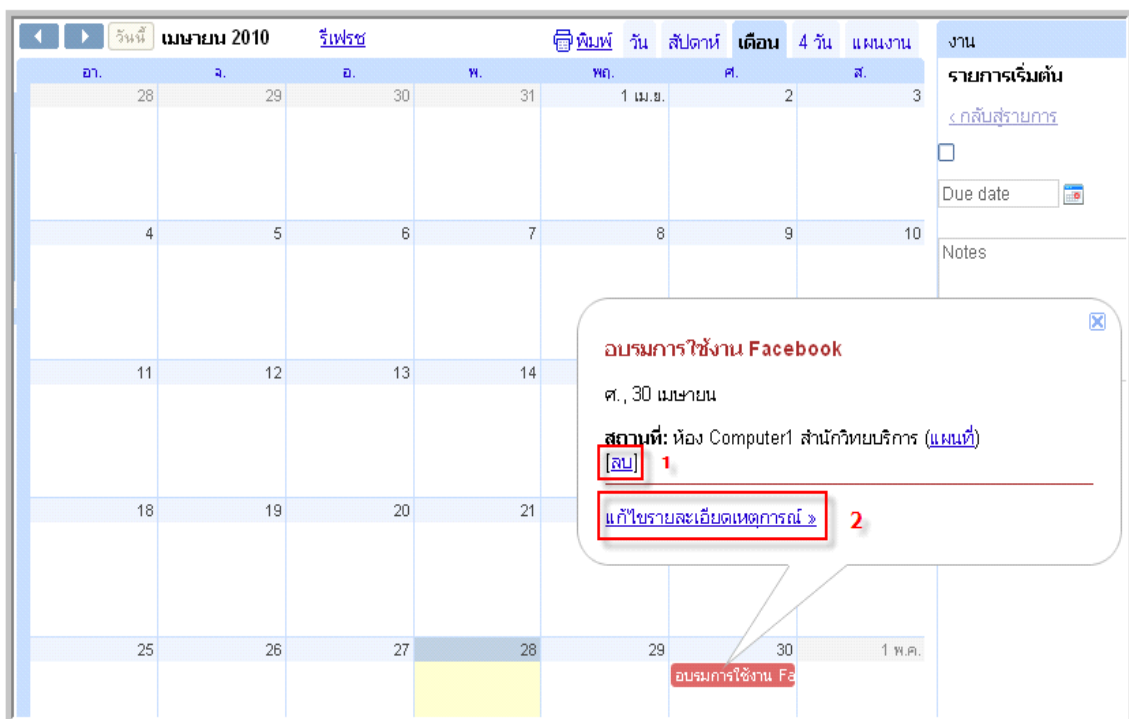 วันนี้ เมษายน 2010 รีเฟรช พิมพ์ วัน สัปดาห์ เดือน 4 วัน แผนงาน งาน
อา. จ. อ. พ. พฤ. ศ. ส. รายการเริ่มต้น
28 29 30 31 1 เม.ย. 2 3
< กลับสู่รายการ
Due date
4 5 6 7 8 9 10
Notes
อบรมการใช้งาน Facebook
11 12 13 14
ศ., 30 เมษายน
สถานที่: ห้อง Computer1 สำนักวิทยบริการ (แผนที่)
[ลบ] 1
18 19 20 21
แก้ไขรายละเอียดเหตุการณ์ » 2
25 26 27 28 29 30 1 พ.ค.
อบรมการใช้งาน Fa